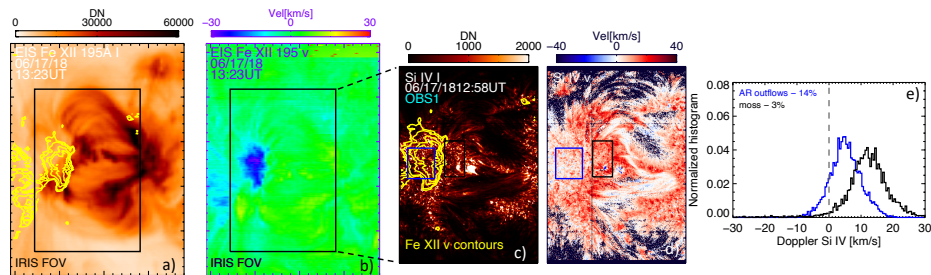 DN
0 30000 60000
EIS Fe XII 195A I
06/17/18
13:23UT
IRIS FOV
a)
Vel[km/s]
-30 0 30
EIS Fe XII 195 v
06/17/18
13:23UT
IRIS FOV
b)
DN
0 1000 2000
Si IV I
06/17/1812:58UT
OBS1
Fe XII v contours
c)
Vel[km/s]
-40 0 40
e)
AR outflows – 14%
moss – 3%
Normalized histogram
0.08
0.06
0.04
0.02
0.00
-30 -20 -10 0 10 20 30
Doppler Si IV [km/s]